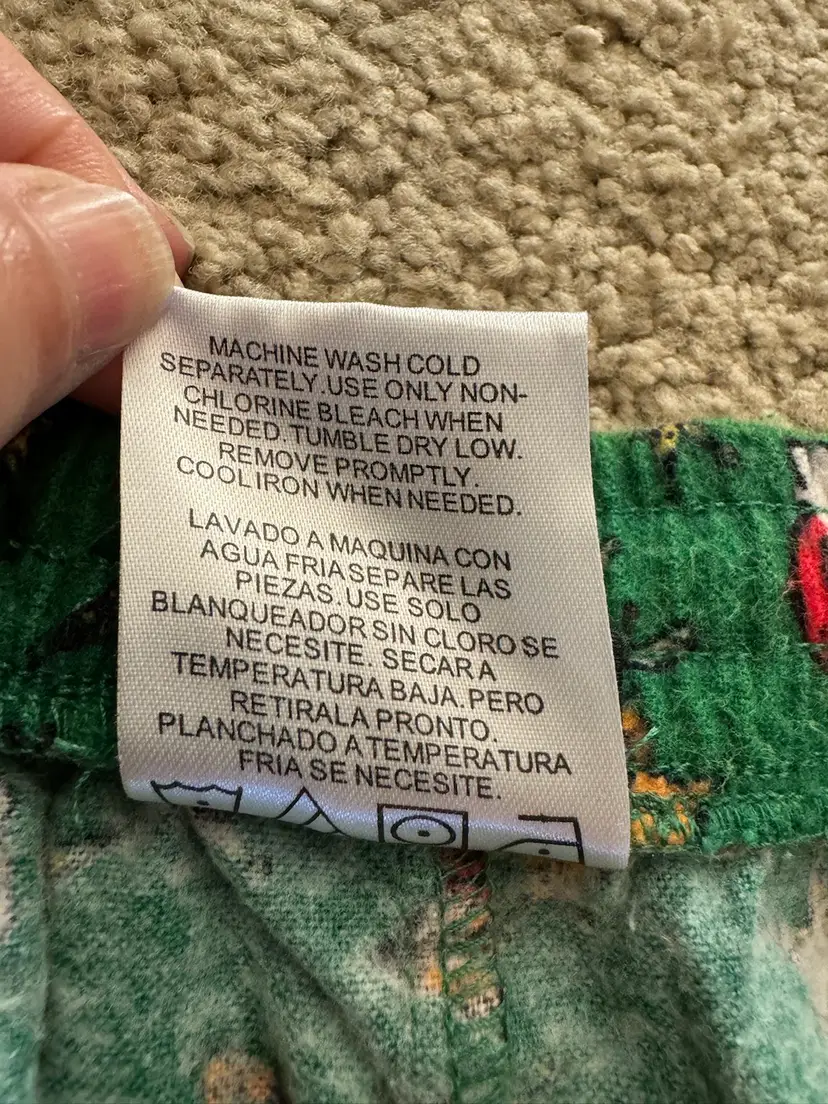 MACHINE WASH COLD
SEPARATELY.USE ONLY NON-
CHLORINE BLEACH WHEN
NEEDED.TUMBLE DRY LOW.
REMOVE PROMPTLY.
COOL IRON WHEN NEEDED.
LAVADO A MAQUINA CON
AGUA FRIA SEPARE LAS
PIEZAS.USE SOLO
BLANQUEADOR SIN CLORO SE
NECESITE. SECAR A
TEMPERATURA BAJA.PERO
RETIRALA PRONTO.
PLANCHADO A TEMPERATURA
FRIA SE NECESITE.